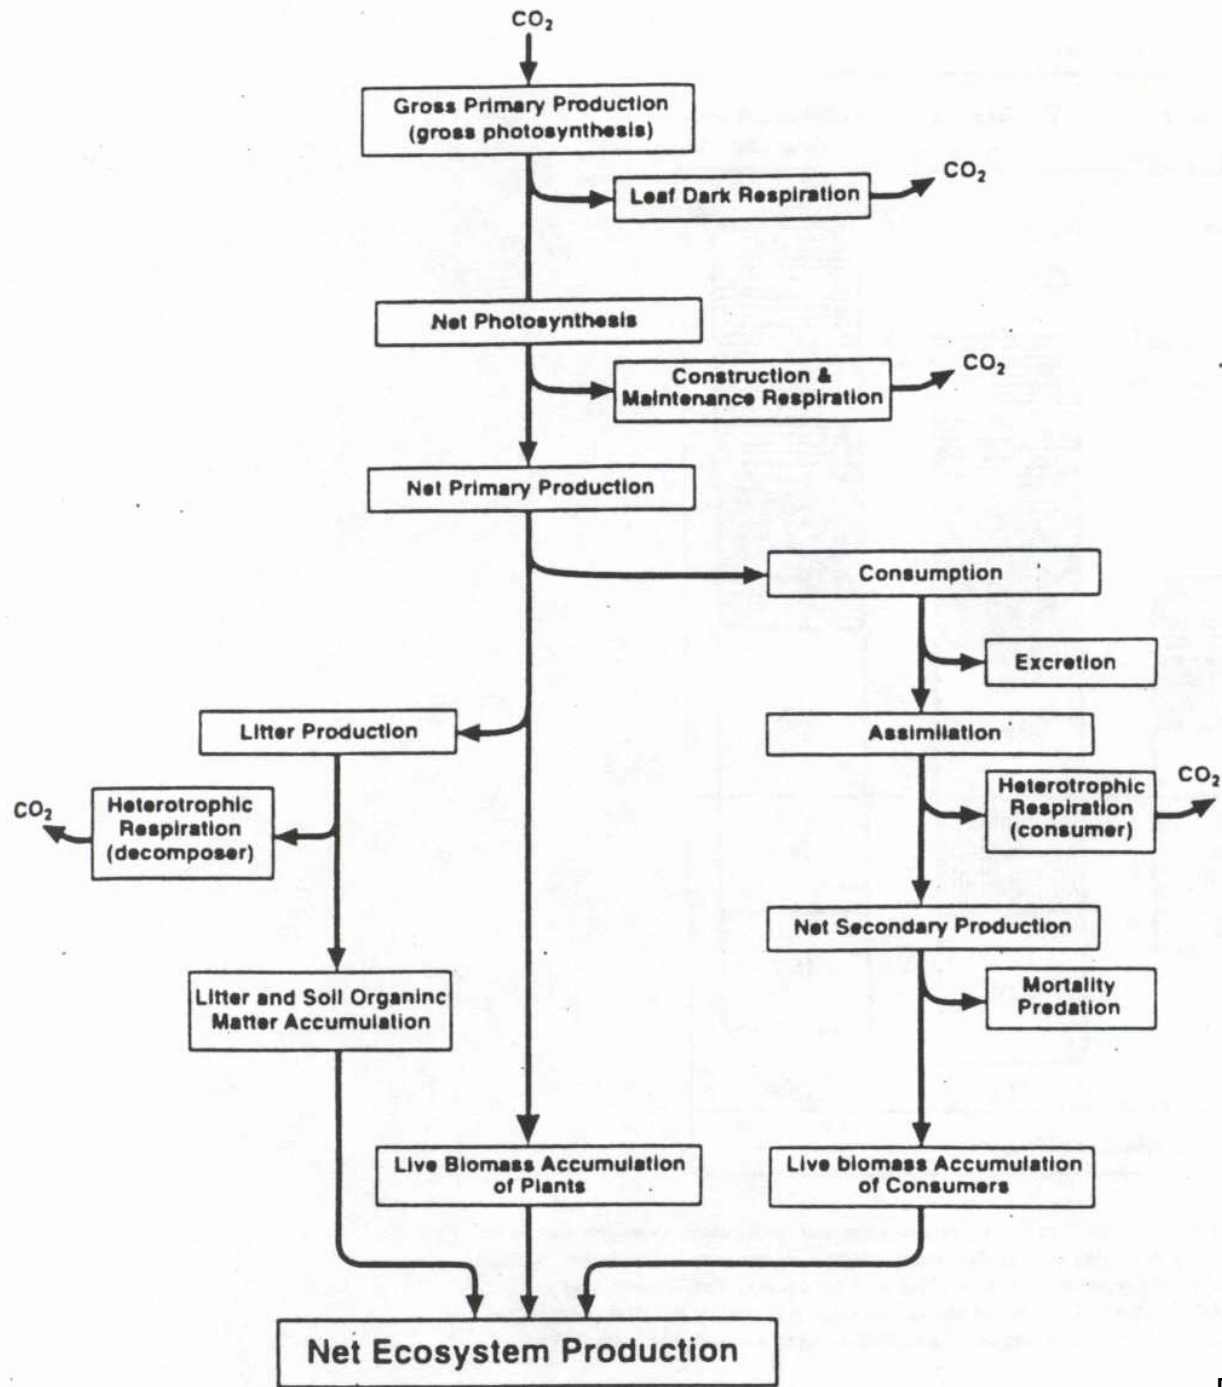 CO₂
Gross Primary Production
(gross photosynthesis)
CO₂
Leaf Dark Respiration
Net Photosynthesis
CO₂
Construction &
Maintenance Respiration
Net Primary Production
Consumption
Excretion
Litter Production
Assimilation
CO₂
Heterotrophic
Respiration
(decomposer)
Heterotrophic
Respiration
(consumer)
CO₂
Net Secondary Production
Litter and Soil Organinc
Matter Accumulation
Mortality
Predation
Live Biomass Accumulation
of Plants
Live biomass Accumulation
of Consumers
Net Ecosystem Production